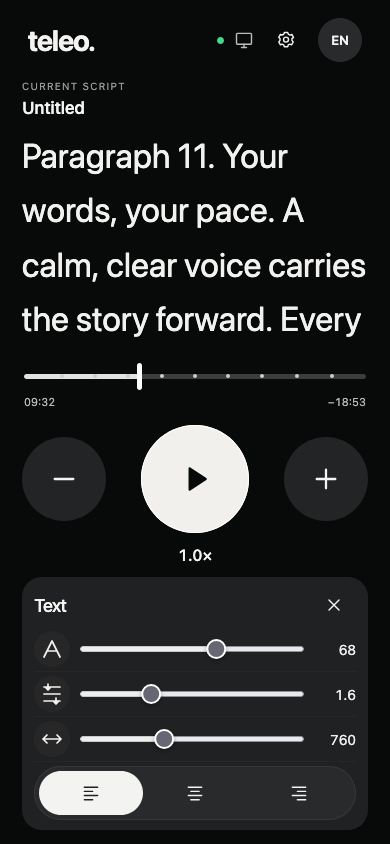 teleo.
EN
CURRENT SCRIPT
Untitled
Paragraph 11. Your
words, your pace. A
calm, clear voice carries
the story forward. Every
09:32
−18:53
1.0×
Text
68
1.6
760